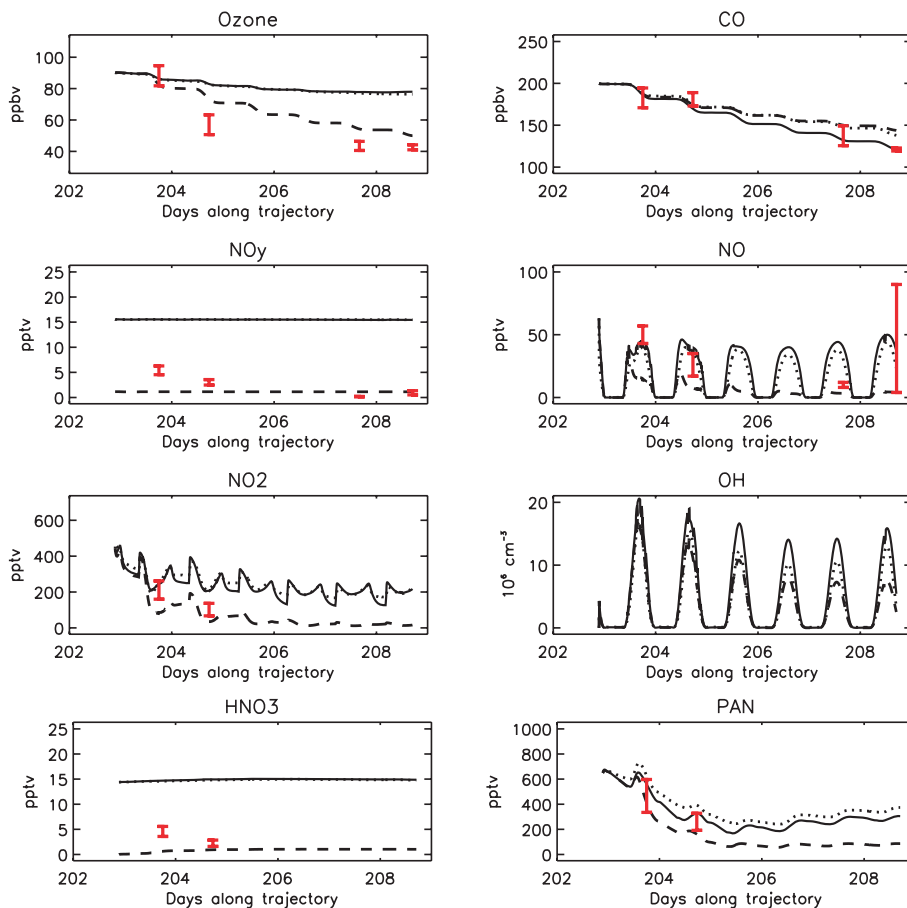 Ozone
ppbv
100
80
60
40
202 204 206 208
Days along trajectory
CO
ppbv
250
200
150
100
202 204 206 208
Days along trajectory
NOy
pptv
25
20
15
10
5
0
202 204 206 208
Days along trajectory
NO
pptv
100
50
0
202 204 206 208
Days along trajectory
NO2
pptv
600
400
200
0
202 204 206 208
Days along trajectory
OH
10⁶ cm⁻³
20
10
0
202 204 206 208
Days along trajectory
HNO3
pptv
25
20
15
10
5
0
202 204 206 208
Days along trajectory
PAN
pptv
1000
800
600
400
200
0
202 204 206 208
Days along trajectory